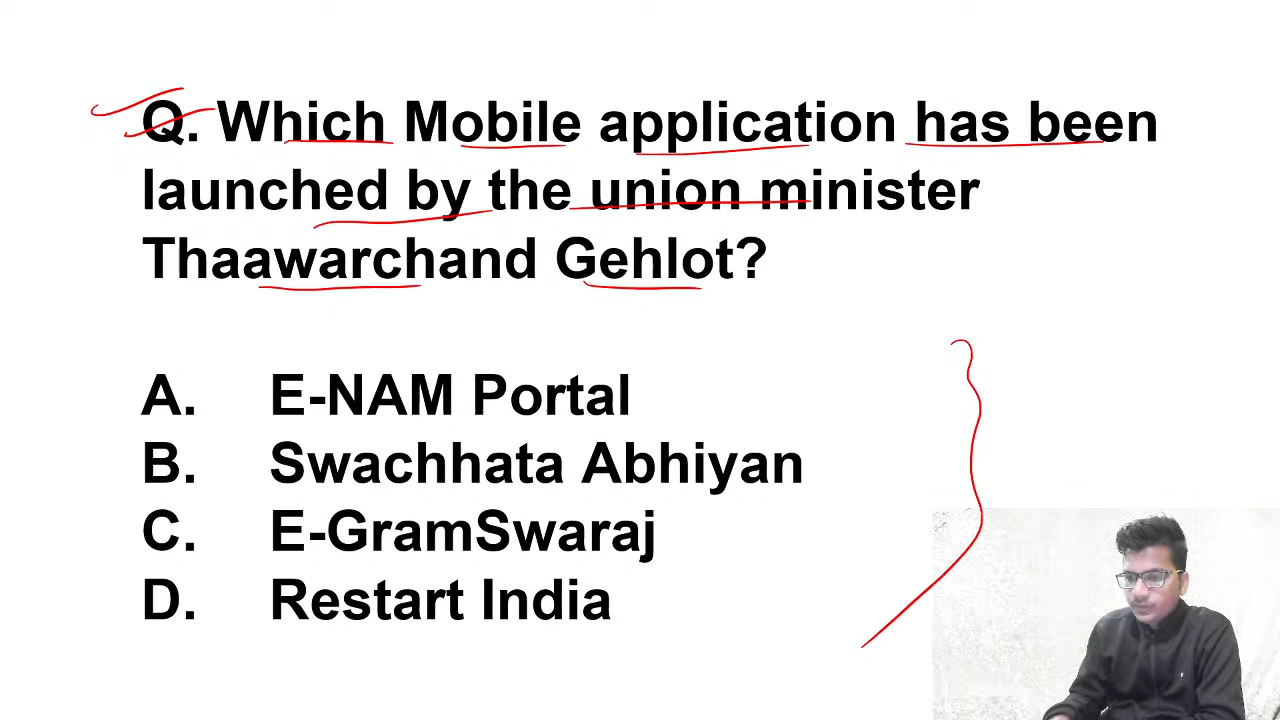 Q. Which Mobile application has been
launched by the union minister
Thaawarchand Gehlot?
A. E-NAM Portal
B. Swachhata Abhiyan
C. E-GramSwaraj
D. Restart India